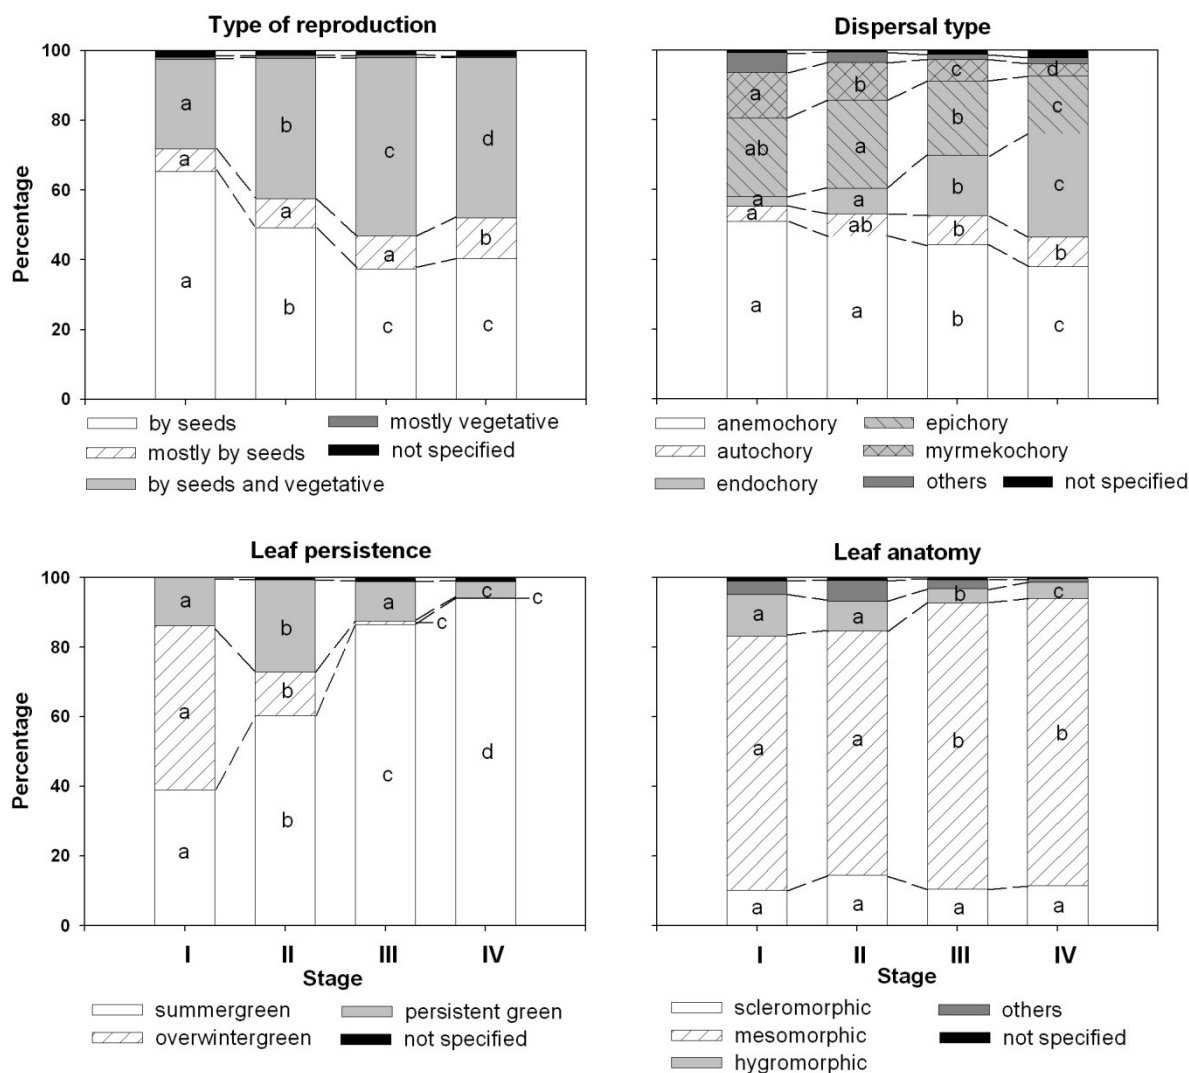 Type of reproduction
100
a
b
c
d
80
a
a
a
b
60
Percentage
40
a
b
c
c
20
0
by seeds
mostly vegetative
mostly by seeds
not specified
by seeds and vegetative
Dispersal type
a
b
c
d
ab
a
b
c
a
a
b
c
a
ab
b
b
a
a
b
c
anemochory
epichory
autochory
myrmekochory
endochory
others
not specified
Leaf persistence
100
a
b
a
c
c
80
c
a
b
60
Percentage
40
a
b
c
d
20
0
I
II
III
IV
Stage
summergreen
persistent green
overwintergreen
not specified
Leaf anatomy
a
a
b
c
a
a
b
b
a
a
a
a
I
II
III
IV
Stage
scleromorphic
others
mesomorphic
not specified
hygromorphic